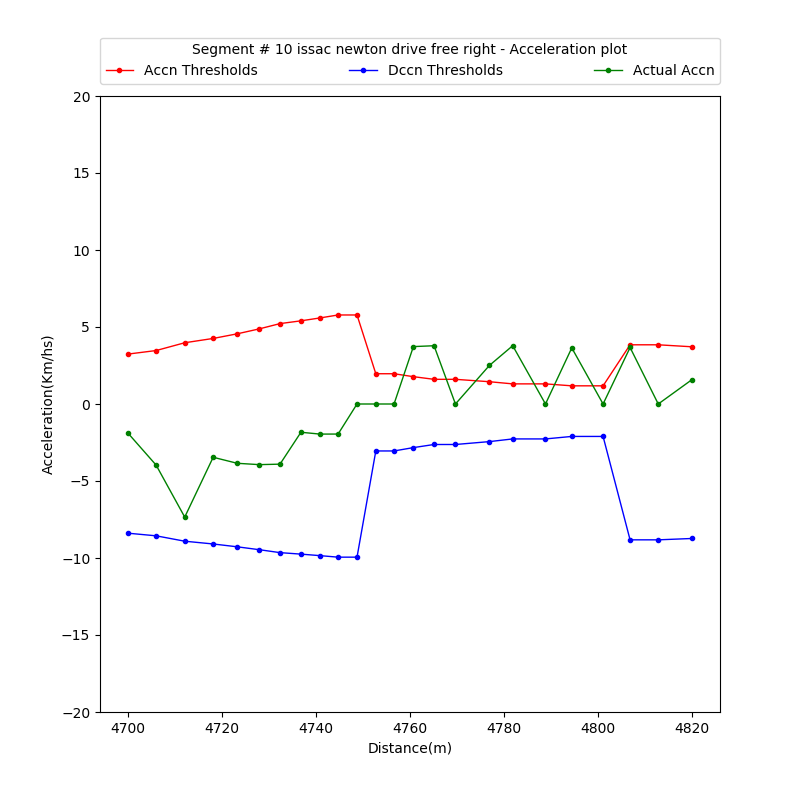 Segment # 10 issac newton drive free right - Acceleration plot
Accn Thresholds Dccn Thresholds Actual Accn
20
15
10
5
0
−5
−10
−15
−20
Acceleration(Km/hs)
4700 4720 4740 4760 4780 4800 4820
Distance(m)